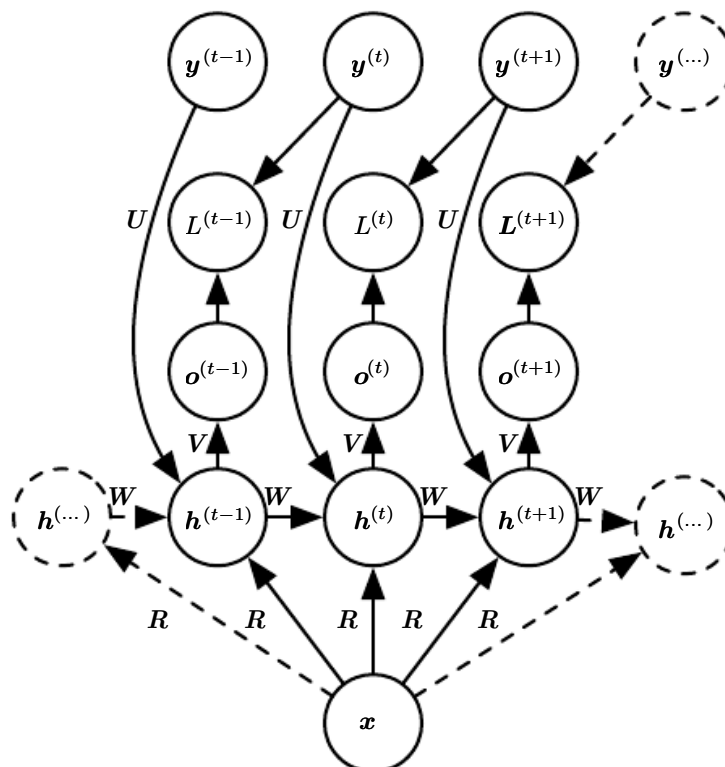 y^(t−1) y^(t) y^(t+1) y^(...)
U L^(t−1) U L^(t) U L^(t+1)
o^(t−1) o^(t) o^(t+1)
V V V
W W W W
h^(...) h^(t−1) h^(t) h^(t+1) h^(...)
R R R R R
x